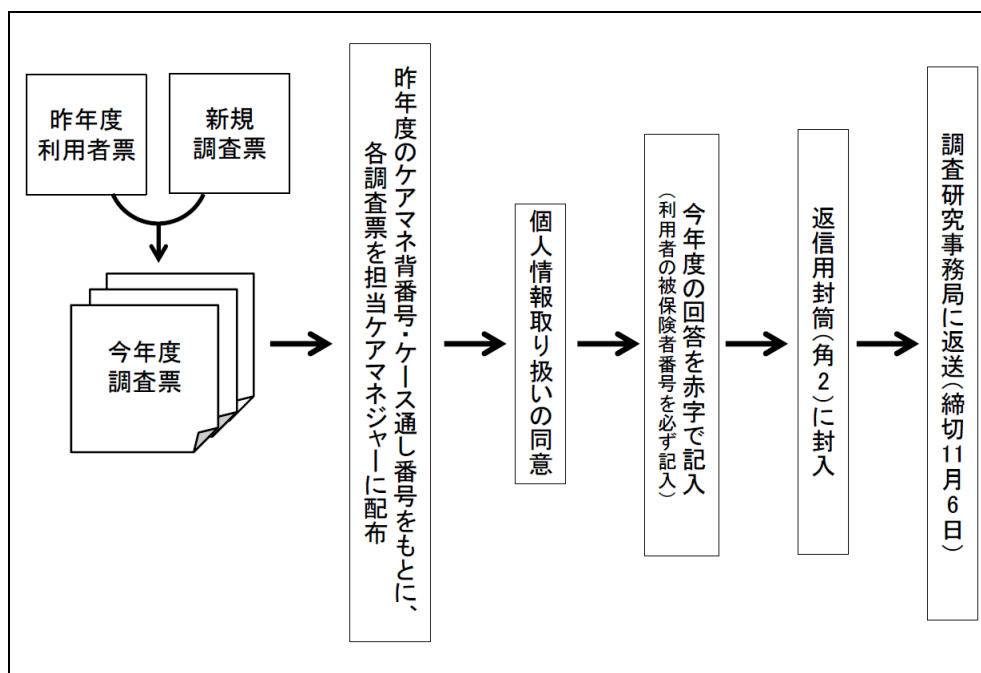 昨年度
利用者票
新規
調査票
今年度
調査票
昨年度のケアマネ背番号・ケース通し番号をもとに、
各調査票を担当ケアマネジャーに配布
個人情報取り扱いの同意
今年度の回答を赤字で記入
（利用者の被保険者番号を必ず記入）
返信用封筒（角２）に封入
調査研究事務局に返送（締切11月６日）